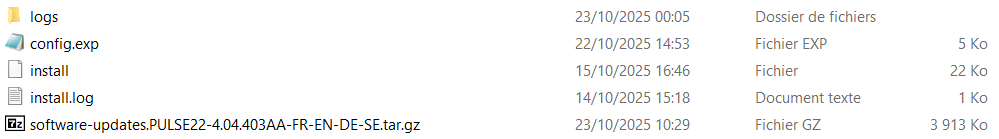 logs 23/10/2025 00:05 Dossier de fichiers
config.exp 22/10/2025 14:53 Fichier EXP 5 Ko
install 15/10/2025 16:46 Fichier 22 Ko
install.log 14/10/2025 15:18 Document texte 1 Ko
7z software-updates.PULSE22-4.04.403AA-FR-EN-DE-SE.tar.gz 23/10/2025 10:29 Fichier GZ 3 913 Ko